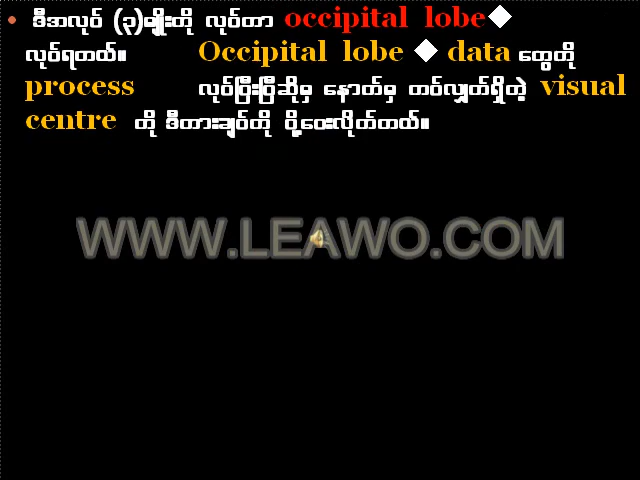 • ဒီအလုပ် (၃)မျိုးကို လုပ်တာ occipital lobe◆
လုပ်ရတယ်။ Occipital lobe ◆ data တွေကို
process လုပ်ပြီးပြီဆိုမှ နောက်မှ ကပ်လျှက်ရှိတဲ့ visual
centre ကို ဒီကားချပ်ကို ပို့ပေးလိုက်တယ်။
WWW.LEAWO.COM